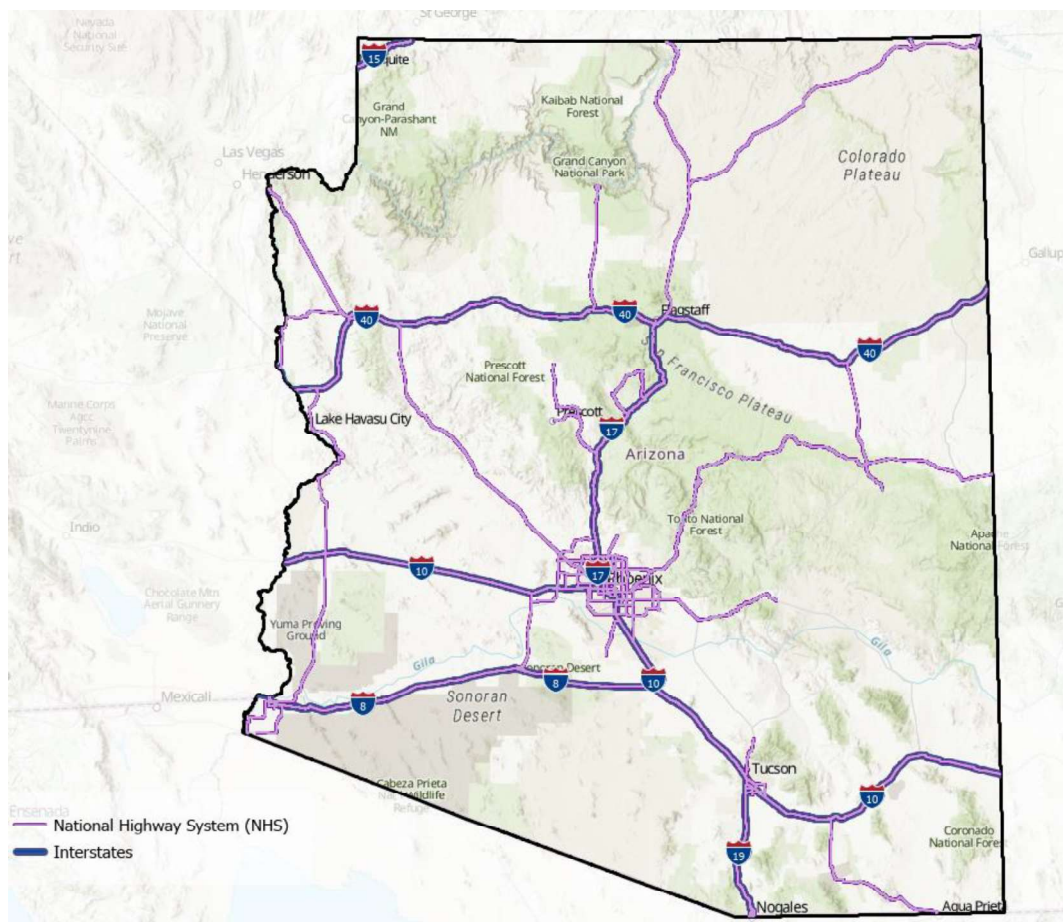 St George
Nevada
National
Security Site
15
quite
Grand
Canyon-Parashant
NM
Kaibab National
Forest
Las Vegas
Henderson
Grand Canyon
National Park
Colorado
Plateau
Gallup
Mojave
National
Preserve
40
40
Flagstaff
40
San Francisco Plateau
Prescott
National Forest
Marine Corps
Agcc
Twentynine
Palms
Lake Havasu City
Prescott
17
Arizona
Tonto National
Forest
Indio
National Forest
10
17
Phoenix
Chocolate Mtn
Aerial Gunnery
Range
Yuma Proving
Ground
Gila
Gila
Sonoran Desert
8
10
Mexicali
8
Sonoran
Desert
Tucson
Cabeza Prieta
Wildlife
Refuge
10
Ensenada
National Highway System (NHS)
Interstates
19
Coronado
National Forest
Nogales
Agua Prieta